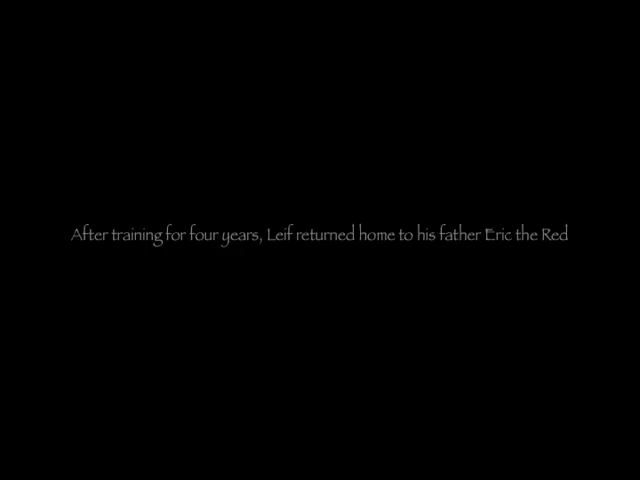 After training for four years, Leif returned home to his father Eric the Red